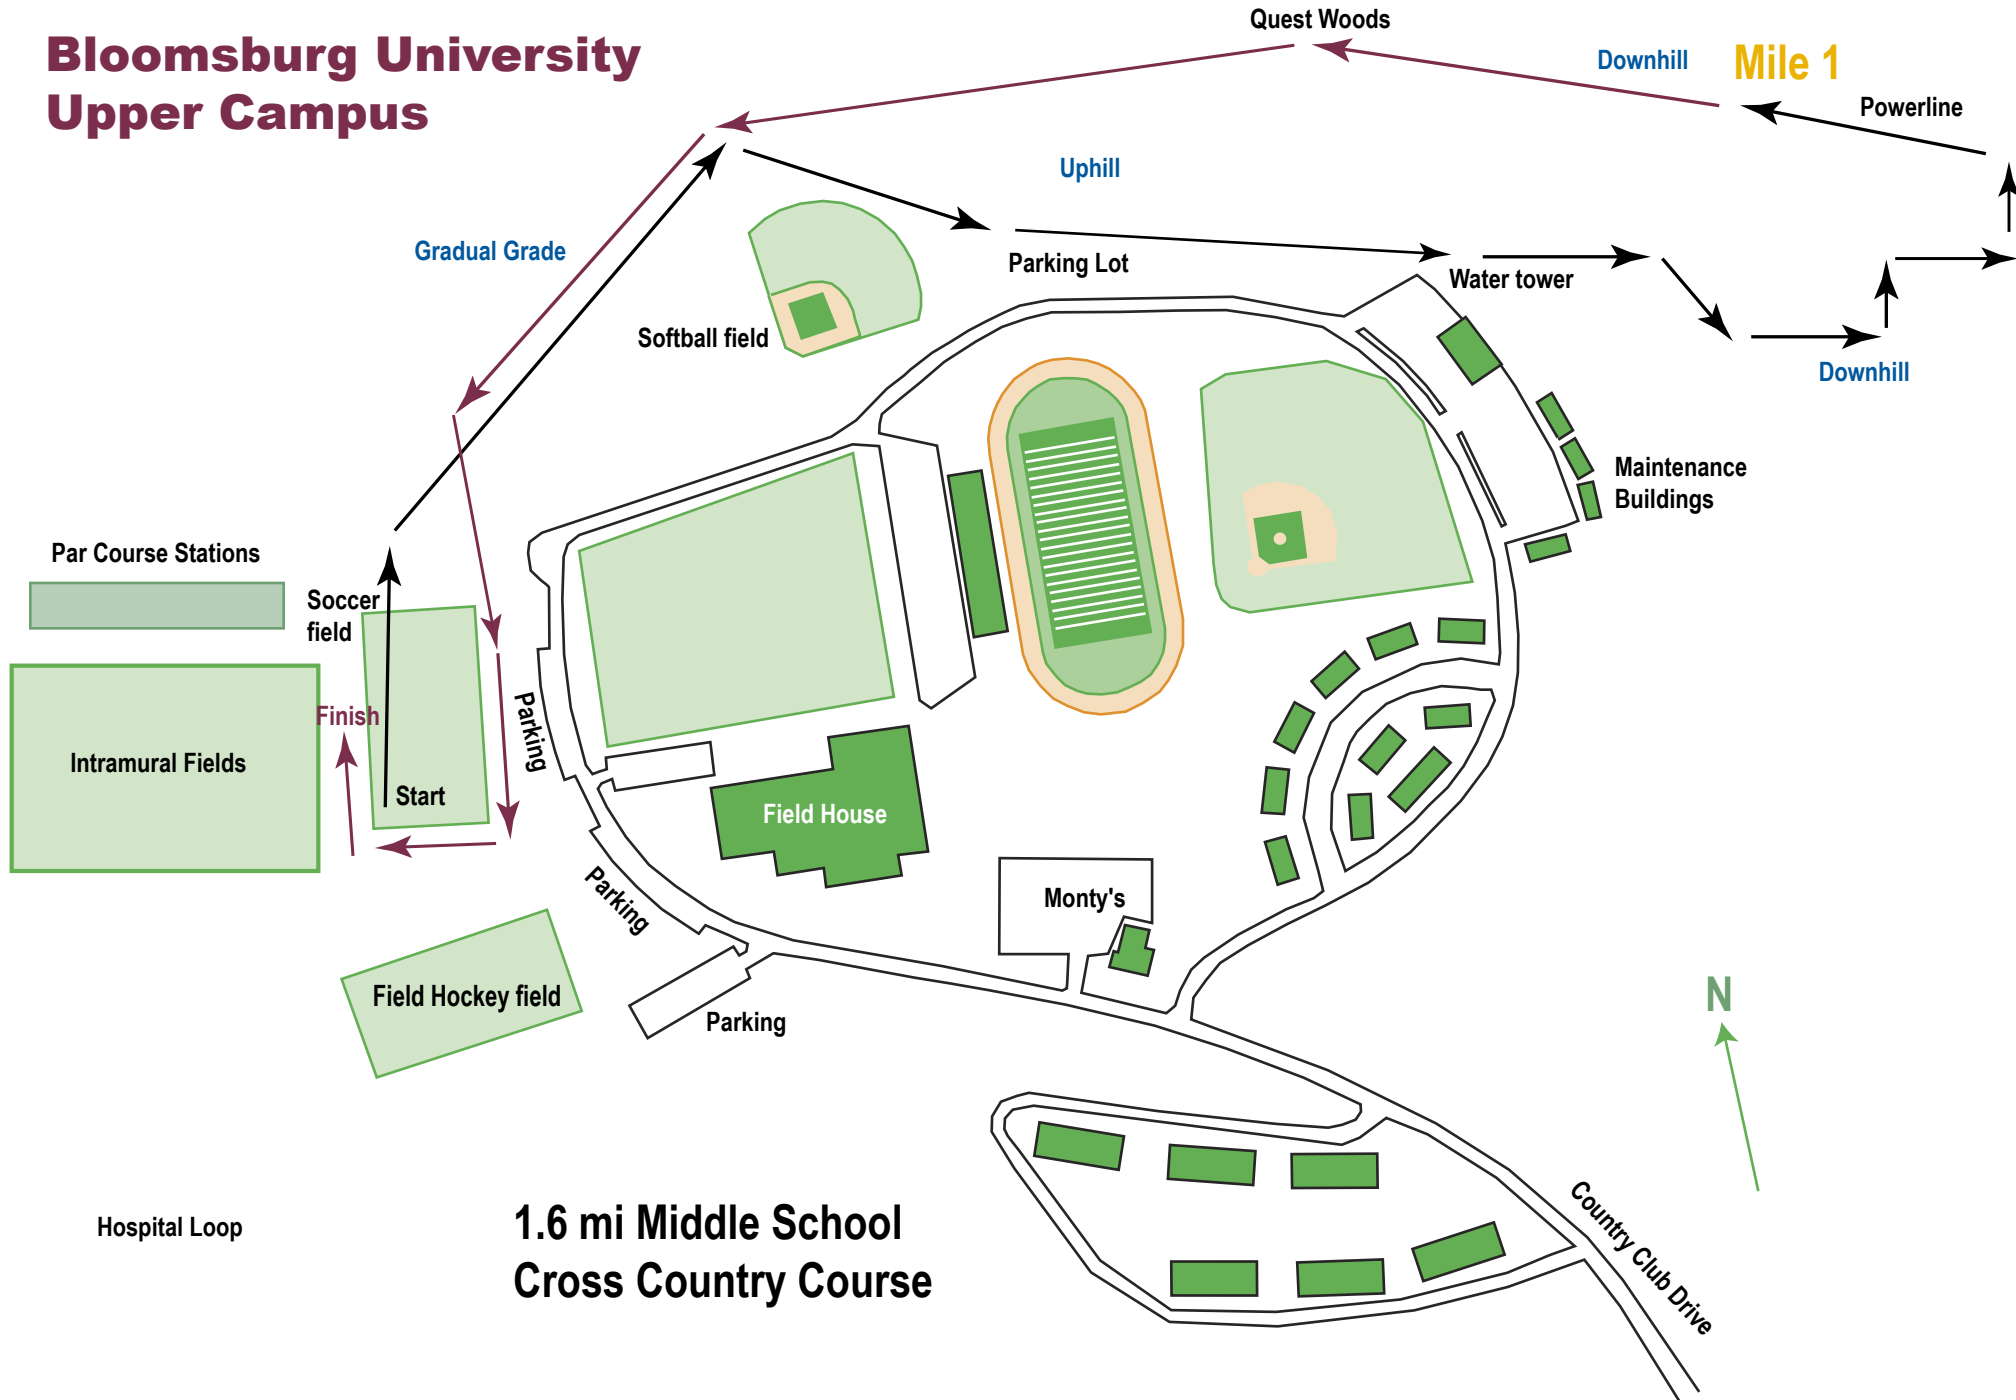 Bloomsburg University
Upper Campus
Quest Woods
Downhill
Mile 1
Powerline
Uphill
Gradual Grade
Parking Lot
Water tower
Softball field
Downhill
Maintenance
Buildings
Par Course Stations
Soccer
field
Finish
Parking
Intramural Fields
Start
Field House
Parking
Monty's
Field Hockey field
Parking
N
Country Club Drive
Hospital Loop
1.6 mi Middle School
Cross Country Course